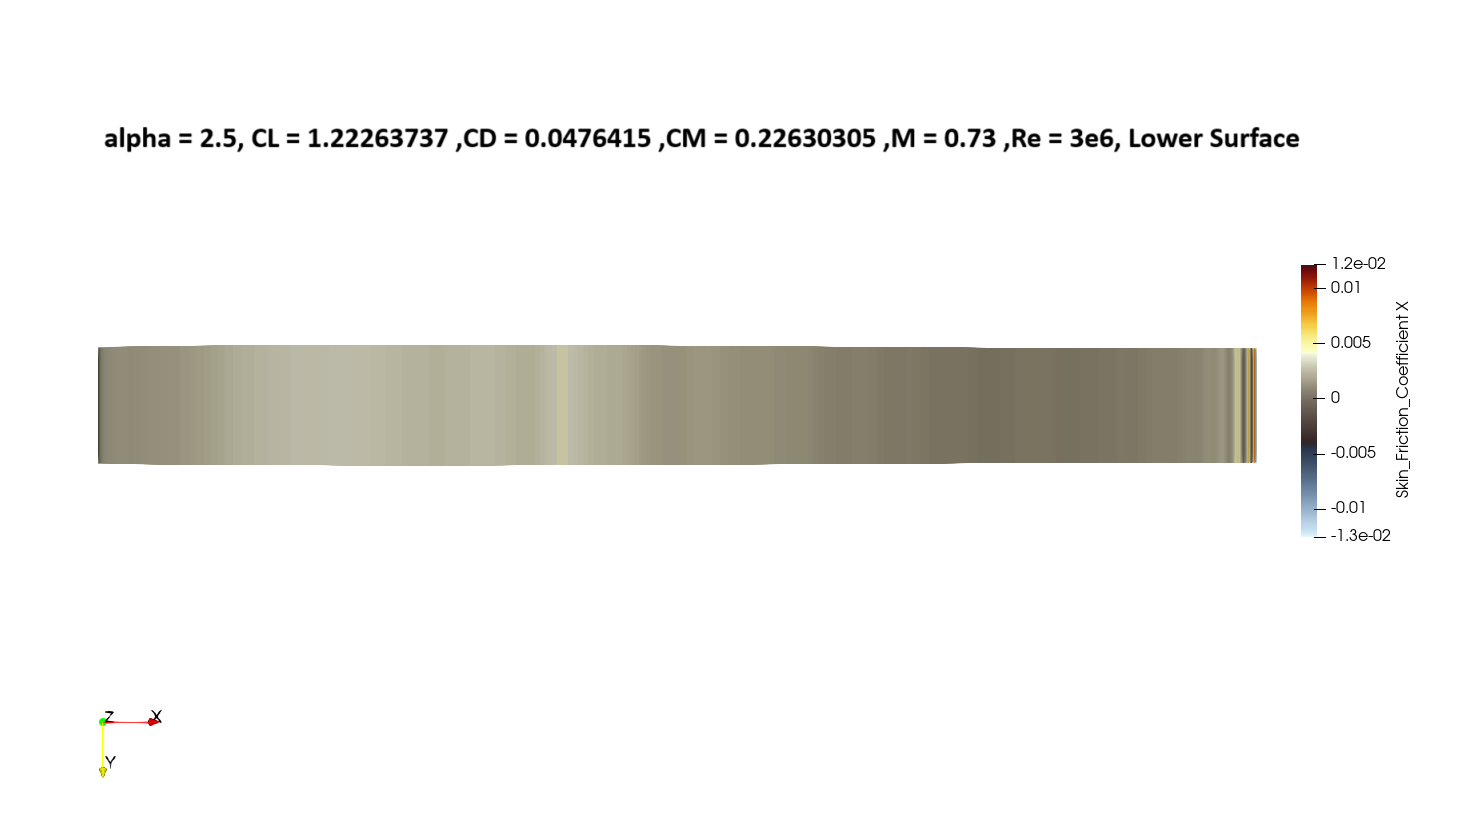 alpha = 2.5, CL = 1.22263737 ,CD = 0.0476415 ,CM = 0.22630305 ,M = 0.73 ,Re = 3e6, Lower Surface
1.2e-02
0.01
0.005
0
-0.005
-0.01
-1.3e-02
Skin_Friction_Coefficient X
Z
X
Y